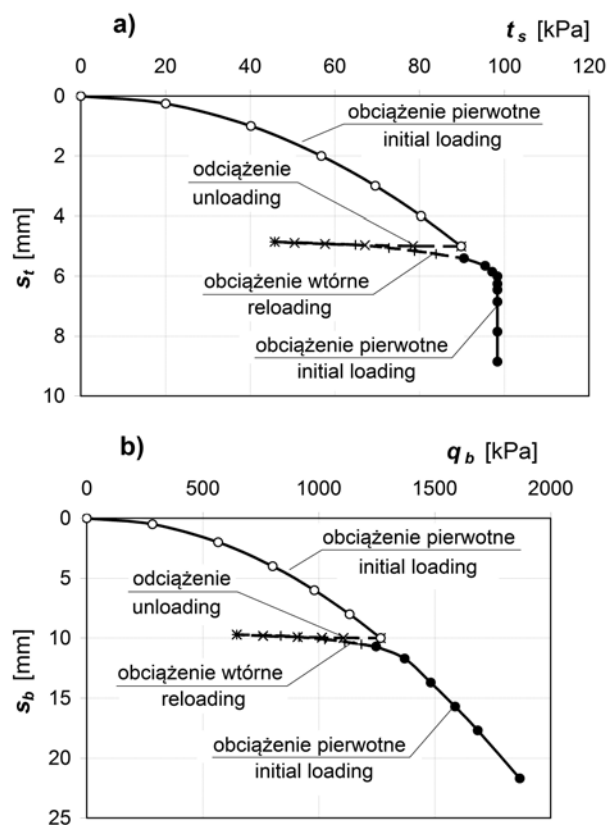 a)
t s [kPa]
0 20 40 60 80 100 120
0
2
4
6
8
10
s t [mm]
obciążenie pierwotne
initial loading
odciążenie
unloading
obciążenie wtórne
reloading
obciążenie pierwotne
initial loading
b)
q b [kPa]
0 500 1000 1500 2000
0
5
10
15
20
25
s b [mm]
obciążenie pierwotne
initial loading
odciążenie
unloading
obciążenie wtórne
reloading
obciążenie pierwotne
initial loading